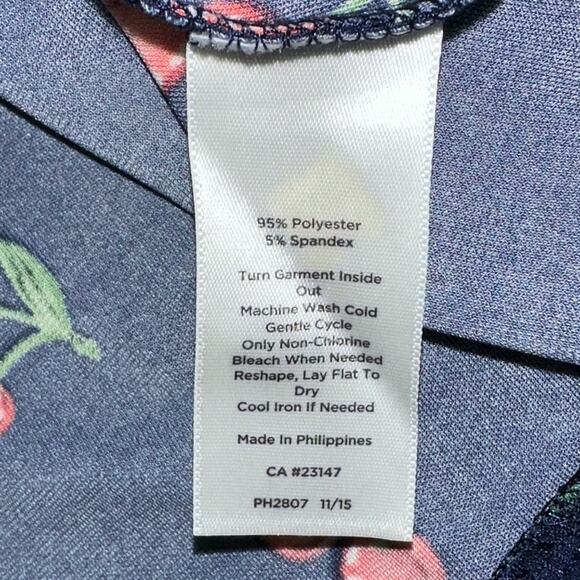 95% Polyester
5% Spandex
Turn Garment Inside
Out
Machine Wash Cold
Gentle Cycle
Only Non-Chlorine
Bleach When Needed
Reshape, Lay Flat To
Dry
Cool Iron If Needed
Made In Philippines
CA #23147
PH2807 11/15